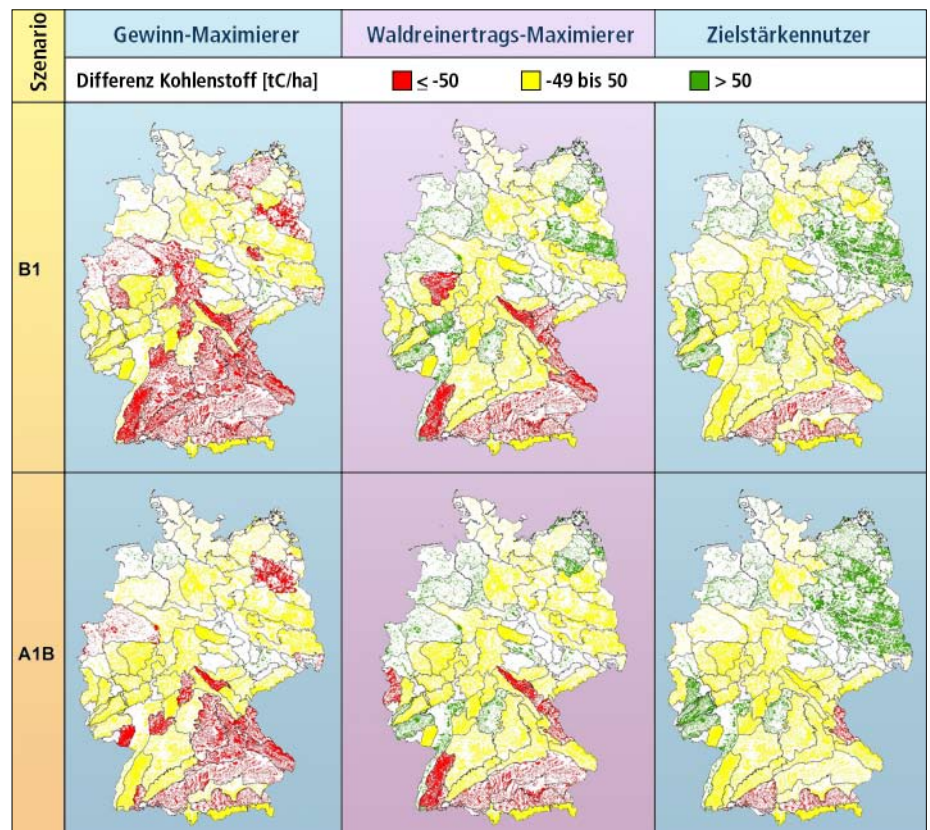 Szenario
Gewinn-Maximierer
Waldreinertrags-Maximierer
Zielstärkennutzer
Differenz Kohlenstoff [tC/ha]
≤ -50
-49 bis 50
> 50
B1
A1B